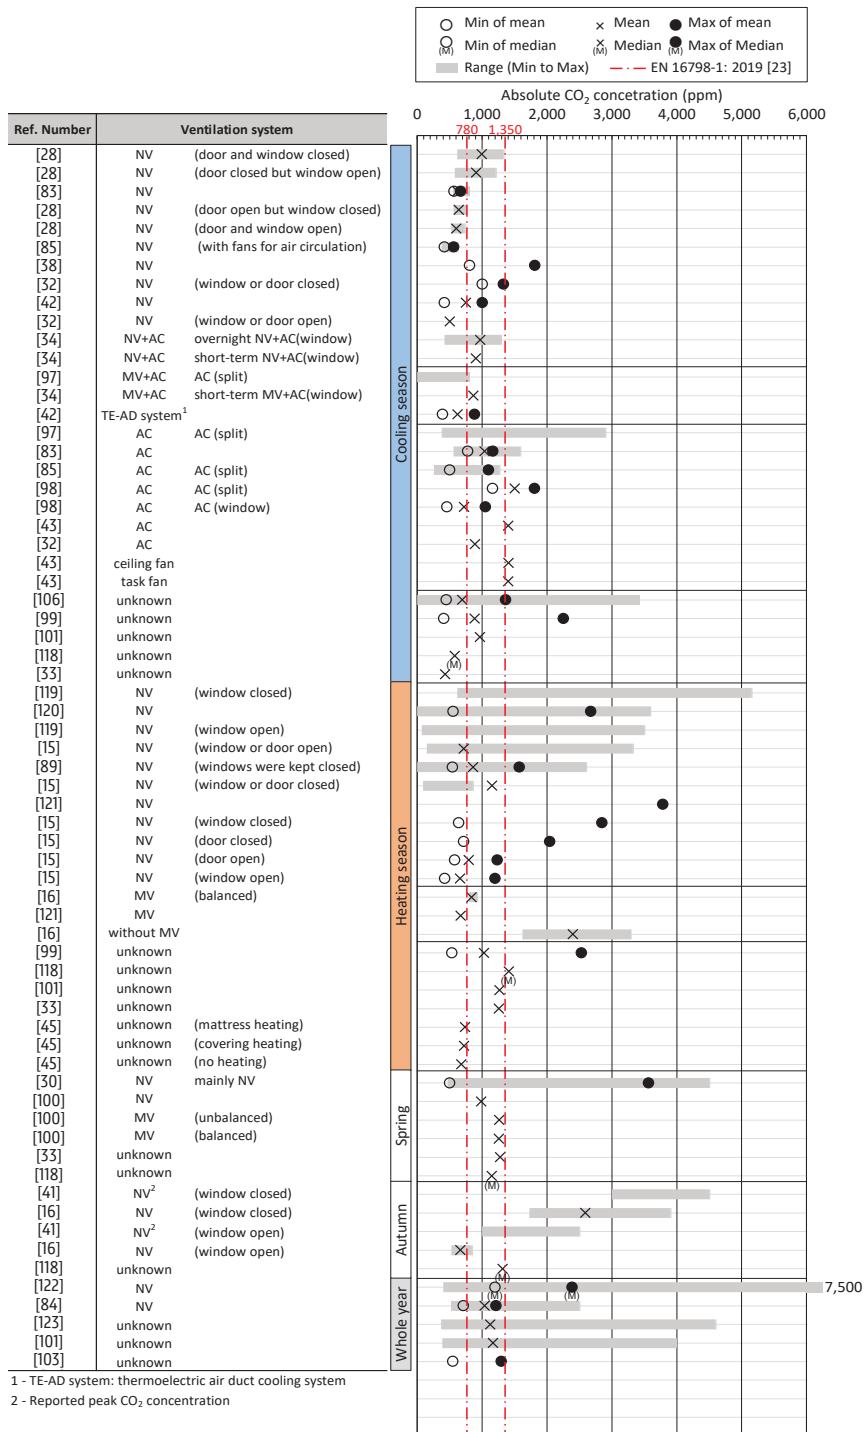 Min of mean Mean Max of mean
(M) Min of median (M) Median (M) Max of Median
Range (Min to Max) EN 16798-1: 2019 [23]
Absolute CO2 concetration (ppm)
Ref. Number Ventilation system 0 1,000 2,000 3,000 4,000 5,000 6,000
780 1,350
[28] NV (door and window closed)
[28] NV (door closed but window open)
[83] NV
[28] NV (door open but window closed)
[28] NV (door and window open)
[85] NV (with fans for air circulation)
[38] NV
[32] NV (window or door closed)
[42] NV
[32] NV (window or door open)
[34] NV+AC overnight NV+AC(window)
[34] NV+AC short-term NV+AC(window)
[97] MV+AC AC (split)
[34] MV+AC short-term MV+AC(window)
[42] TE-AD system1
[97] AC AC (split)
[83] AC
[85] AC AC (split)
[98] AC AC (split)
[98] AC AC (window)
[43] AC
[32] AC
[43] ceiling fan
[43] task fan
[106] unknown
[99] unknown
[101] unknown
[118] unknown (M)
[33] unknown
Cooling season
[119] NV (window closed)
[120] NV
[119] NV (window open)
[15] NV (window or door open)
[89] NV (windows were kept closed)
[15] NV (window or door closed)
[121] NV
[15] NV (window closed)
[15] NV (door closed)
[15] NV (door open)
[15] NV (window open)
[16] MV (balanced)
[121] MV
[16] without MV
[99] unknown
[118] unknown (M)
[101] unknown
[33] unknown
[45] unknown (mattress heating)
[45] unknown (covering heating)
[45] unknown (no heating)
Heating season
[30] NV mainly NV
[100] NV
[100] MV (unbalanced)
[100] MV (balanced)
[33] unknown
[118] unknown (M)
Spring
[41] NV2 (window closed)
[16] NV (window closed)
[41] NV2 (window open)
[16] NV (window open)
[118] unknown (M)
Autumn
[122] NV (M) (M) 7,500
[84] NV
[123] unknown
[101] unknown
[103] unknown
Whole year
1 - TE-AD system: thermoelectric air duct cooling system
2 - Reported peak CO2 concentration